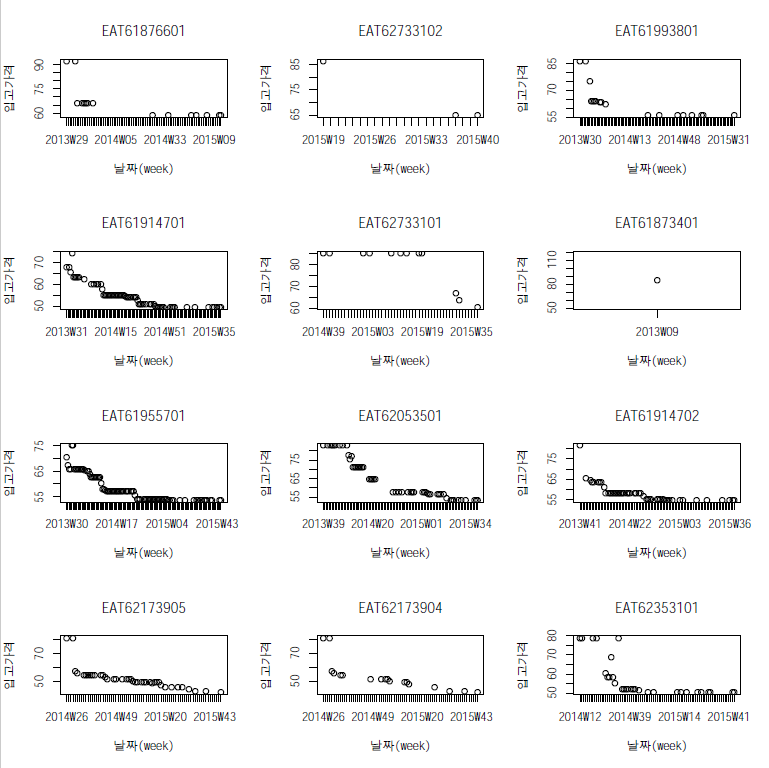 EAT61876601 EAT62733102 EAT61993801
입고가격 60 75 90 입고가격 65 75 85 입고가격 55 70 85
2013W29 2014W05 2014W33 2015W09 2015W19 2015W26 2015W33 2015W40 2013W30 2014W13 2014W48 2015W31
날짜(week) 날짜(week) 날짜(week)
EAT61914701 EAT62733101 EAT61873401
입고가격 50 60 70 입고가격 60 70 80 입고가격 50 80 110
2013W31 2014W15 2014W51 2015W35 2014W39 2015W03 2015W19 2015W35 2013W09
날짜(week) 날짜(week) 날짜(week)
EAT61955701 EAT62053501 EAT61914702
입고가격 55 65 75 입고가격 55 65 75 입고가격 55 65 75
2013W30 2014W17 2015W04 2015W43 2013W39 2014W20 2015W01 2015W34 2013W41 2014W22 2015W03 2015W36
날짜(week) 날짜(week) 날짜(week)
EAT62173905 EAT62173904 EAT62353101
입고가격 50 70 입고가격 50 70 입고가격 50 60 70 80
2014W26 2014W49 2015W20 2015W43 2014W26 2014W49 2015W20 2015W43 2014W12 2014W39 2015W14 2015W41
날짜(week) 날짜(week) 날짜(week)